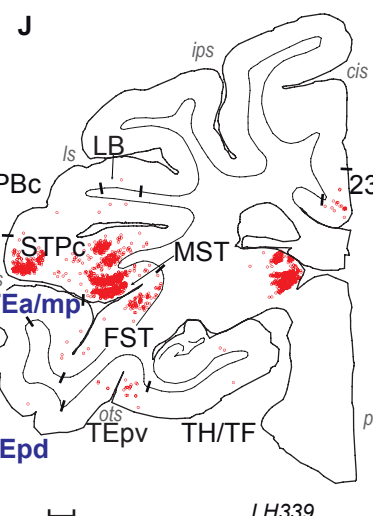 J
ips
cis
ls
LB
PBc
23
STPc
MST
Ea/mp
FST
ots
TEpv
TH/TF
p
Epd
LH339